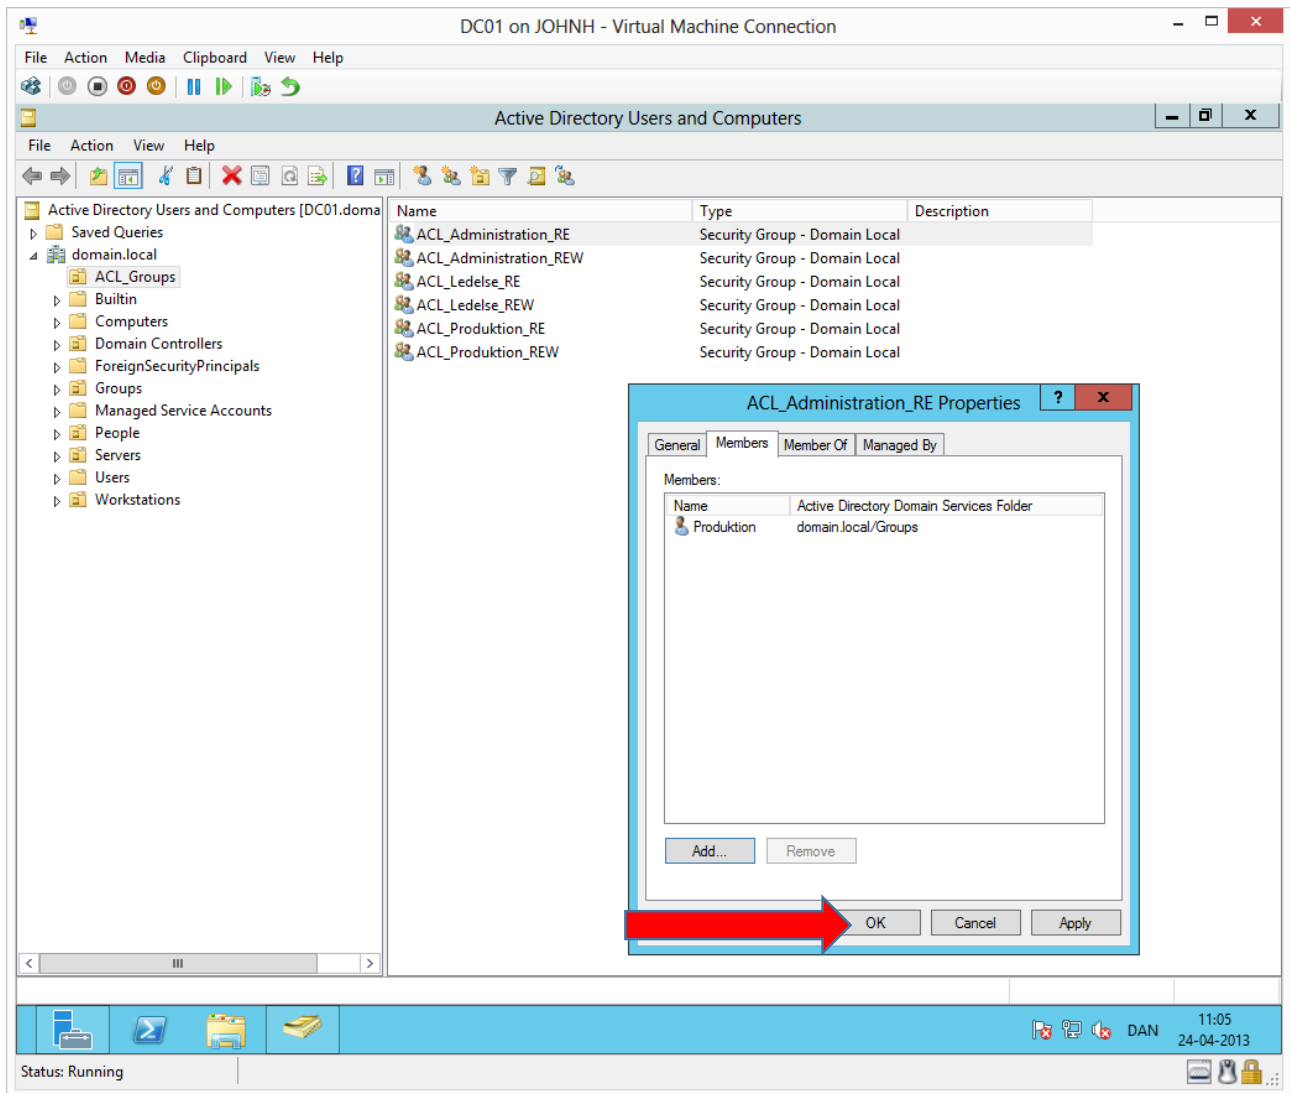 DC01 on JOHNH - Virtual Machine Connection
File Action Media Clipboard View Help
Active Directory Users and Computers
File Action View Help
Active Directory Users and Computers [DC01.doma
Saved Queries
domain.local
ACL_Groups
Builtin
Computers
Domain Controllers
ForeignSecurityPrincipals
Groups
Managed Service Accounts
People
Servers
Users
Workstations
Name Type Description
ACL_Administration_RE Security Group - Domain Local
ACL_Administration_REW Security Group - Domain Local
ACL_Ledelse_RE Security Group - Domain Local
ACL_Ledelse_REW Security Group - Domain Local
ACL_Produktion_RE Security Group - Domain Local
ACL_Produktion_REW Security Group - Domain Local
ACL_Administration_RE Properties
General Members Member Of Managed By
Members:
Name Active Directory Domain Services Folder
Produktion domain.local/Groups
Add... Remove
OK Cancel Apply
DAN
11:05
24-04-2013
Status: Running